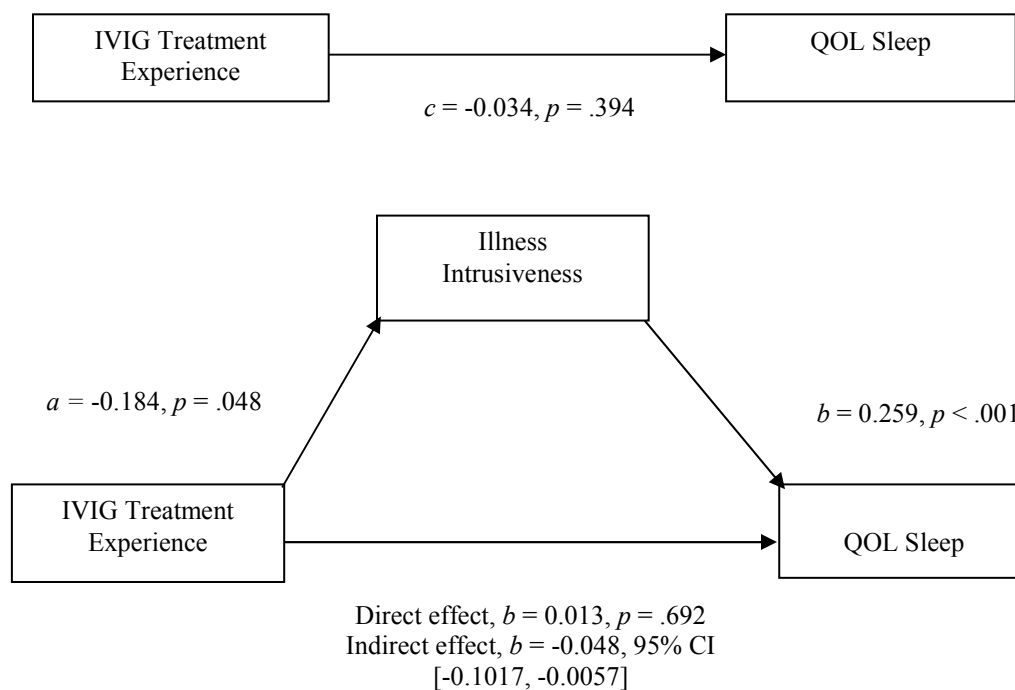 IVIG Treatment
Experience
QOL Sleep
c = -0.034, p = .394
Illness
Intrusiveness
a = -0.184, p = .048
b = 0.259, p < .001
IVIG Treatment
Experience
QOL Sleep
Direct effect, b = 0.013, p = .692
Indirect effect, b = -0.048, 95% CI
[-0.1017, -0.0057]